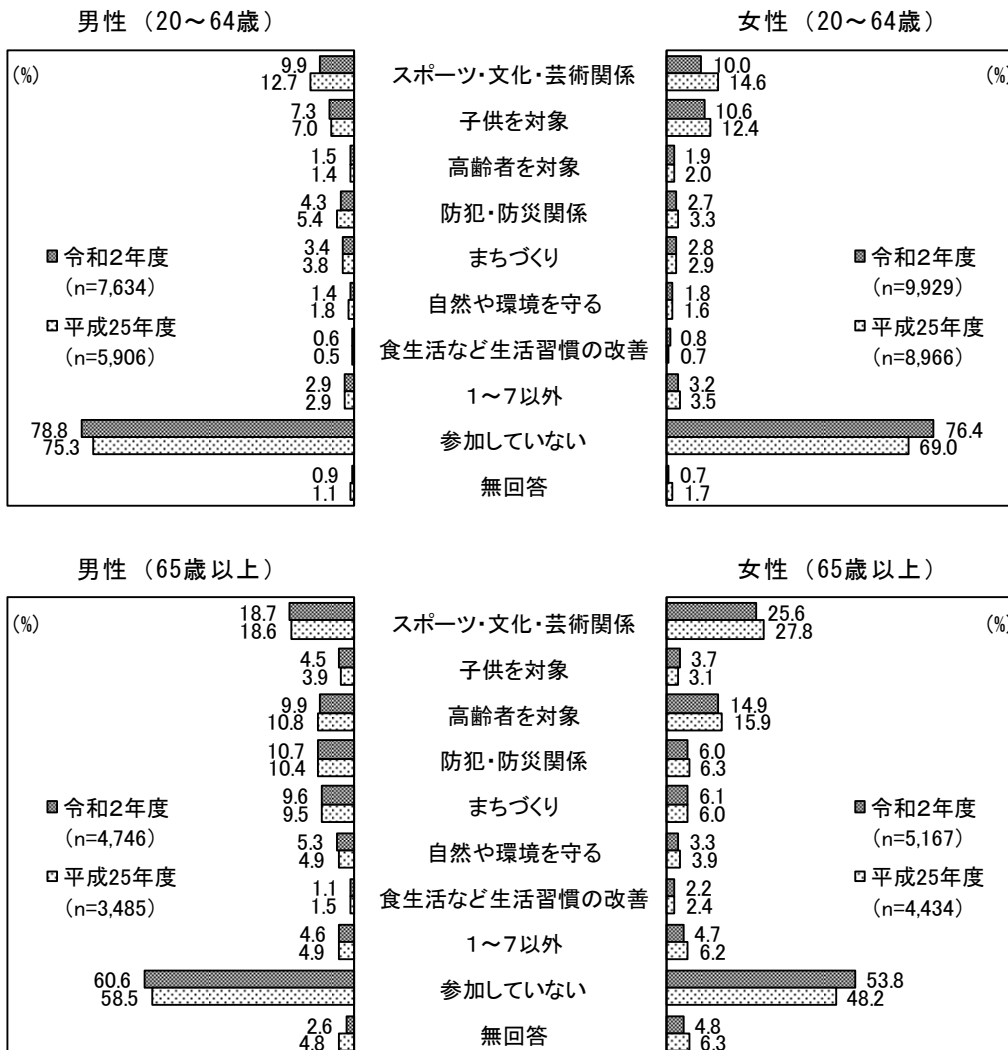 男性（20～64歳）
女性（20～64歳）
(%)
9.9
12.7
スポーツ・文化・芸術関係
10.0
14.6
(%
7.3
7.0
子供を対象
10.6
12.4
1.5
1.4
高齢者を対象
1.9
2.0
4.3
5.4
防犯・防災関係
2.7
3.3
3.4
3.8
まちづくり
2.8
2.9
令和2年度
(n=7,634)
平成25年度
(n=5,906)
令和2年度
(n=9,929)
平成25年度
(n=8,966)
1.4
1.8
自然や環境を守る
1.8
1.6
0.6
0.5
食生活など生活習慣の改善
0.8
0.7
2.9
2.9
1～7以外
3.2
3.5
78.8
75.3
参加していない
76.4
69.0
0.9
1.1
無回答
0.7
1.7
男性（65歳以上）
女性（65歳以上）
(%)
18.7
18.6
スポーツ・文化・芸術関係
25.6
27.8
(%
4.5
3.9
子供を対象
3.7
3.1
9.9
10.8
高齢者を対象
14.9
15.9
10.7
10.4
防犯・防災関係
6.0
6.3
9.6
9.5
まちづくり
6.1
6.0
令和2年度
(n=4,746)
平成25年度
(n=3,485)
令和2年度
(n=5,167)
平成25年度
(n=4,434)
5.3
4.9
自然や環境を守る
3.3
3.9
1.1
1.5
食生活など生活習慣の改善
2.2
2.4
4.6
4.9
1～7以外
4.7
6.2
60.6
58.5
参加していない
53.8
48.2
2.6
4.8
無回答
4.8
6.3